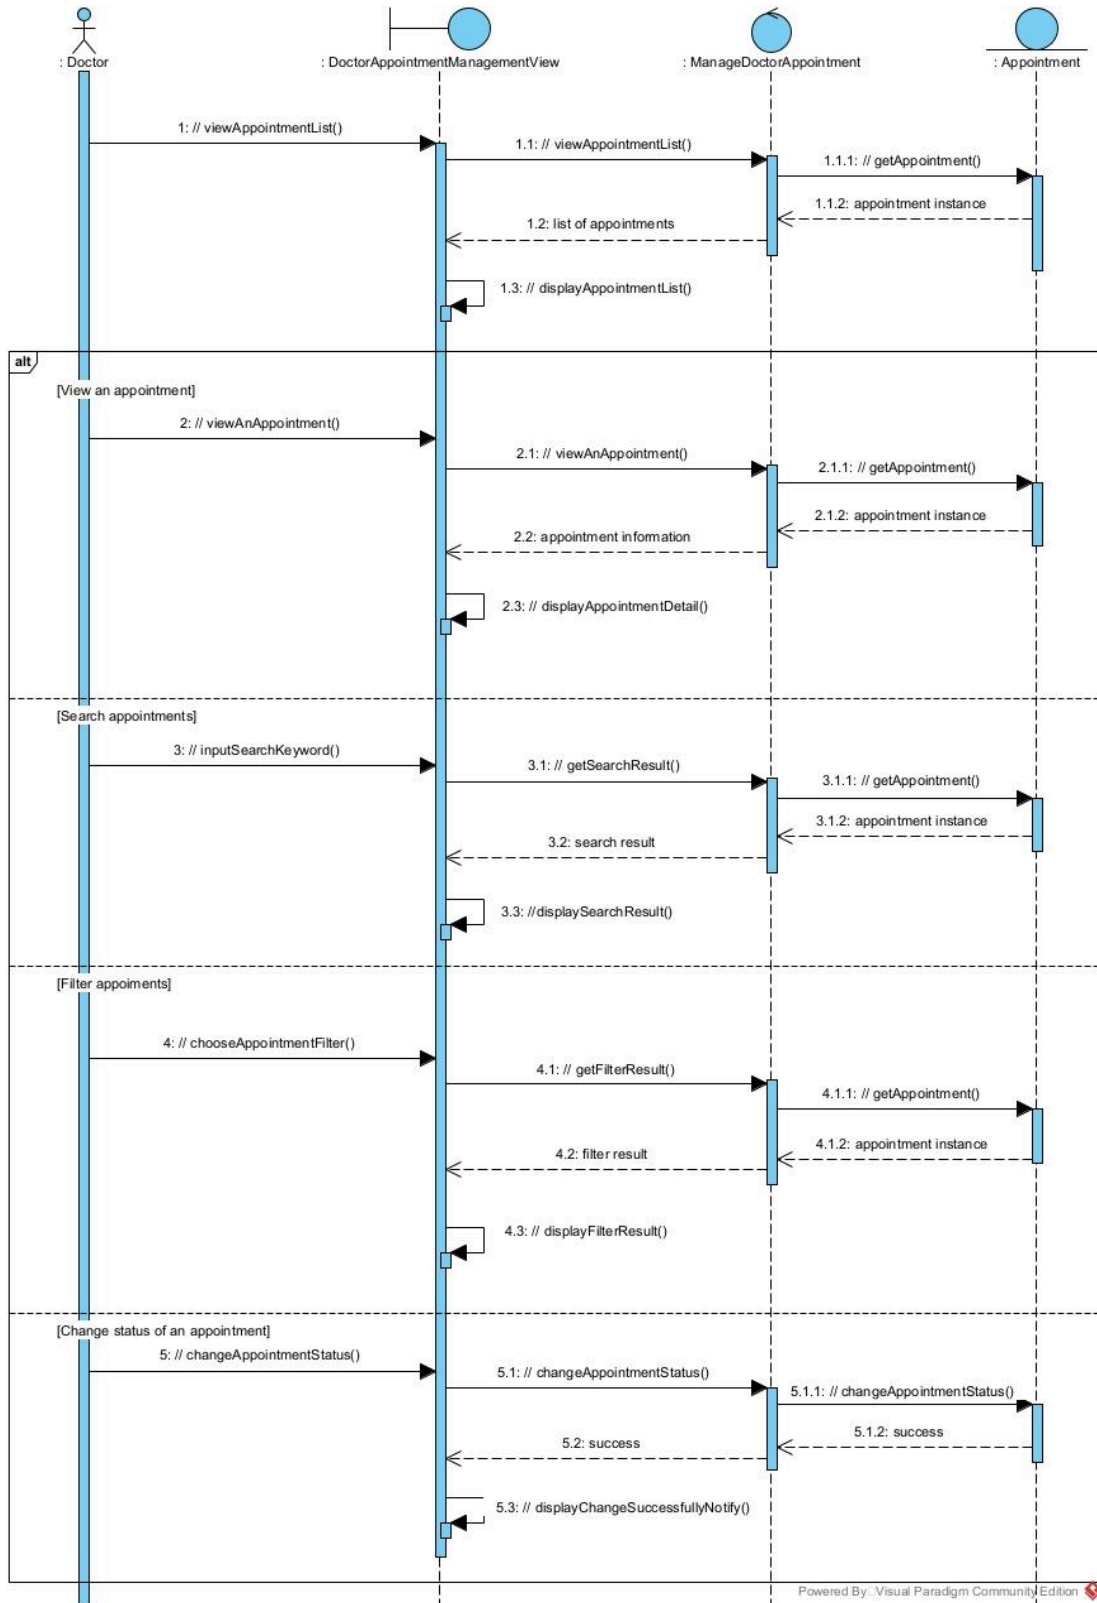 : Doctor
: DoctorAppointmentManagementView
: ManageDoctorAppointment
: Appointment
1: // viewAppointmentList()
1.1: // viewAppointmentList()
1.1.1: // getAppointment()
1.1.2: appointment instance
1.2: list of appointments
1.3: // displayAppointmentList()
alt
[View an appointment]
2: // viewAnAppointment()
2.1: // viewAnAppointment()
2.1.1: // getAppointment()
2.1.2: appointment instance
2.2: appointment information
2.3: // displayAppointmentDetail()
[Search appointments]
3: // inputSearchKeyword()
3.1: // getSearchResult()
3.1.1: // getAppointment()
3.1.2: appointment instance
3.2: search result
3.3: //displaySearchResult()
[Filter appoiments]
4: // chooseAppointmentFilter()
4.1: // getFilterResult()
4.1.1: // getAppointment()
4.1.2: appointment instance
4.2: filter result
4.3: // displayFilterResult()
[Change status of an appointment]
5: // changeAppointmentStatus()
5.1: // changeAppointmentStatus()
5.1.1: // changeAppointmentStatus()
5.1.2: success
5.2: success
5.3: // displayChangeSuccessfullyNotify()
Powered By Visual Paradigm Community Edition